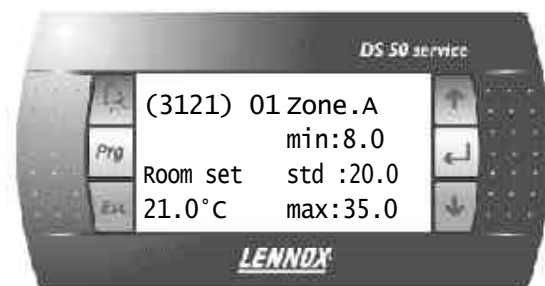 DS 50 service
(3121) 01 Zone.A
min:8.0
Room set std :20.0
21.0°C max:35.0
Prg
Esc
LENNOX